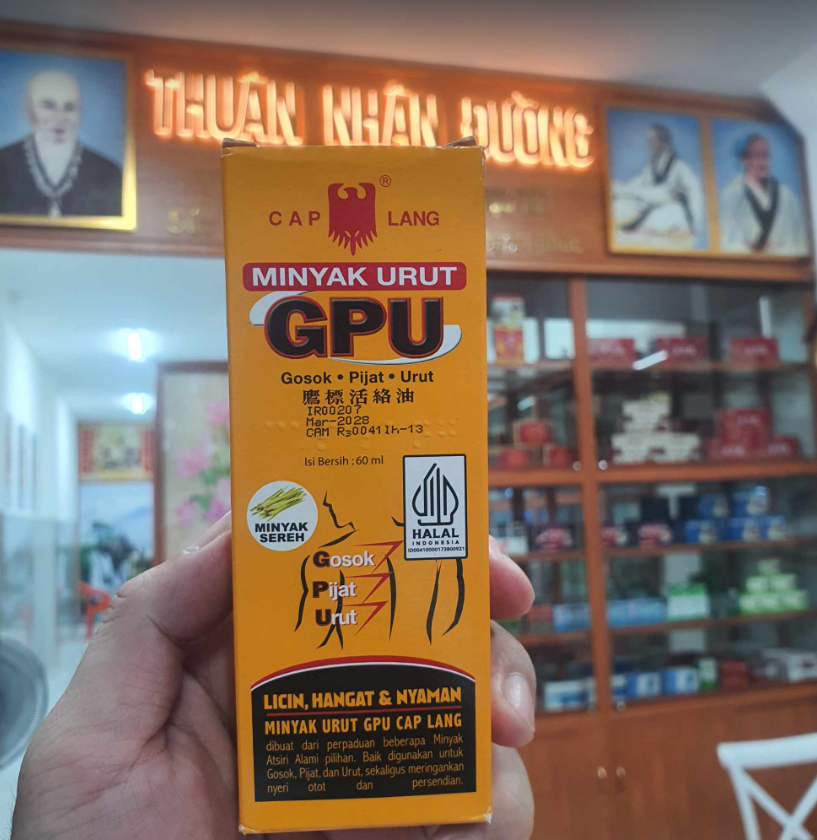 THUẬN NHÂN ĐƯỜNG
CAP LANG ®
MINYAK URUT
GPU
Gosok • Pijat • Urut
鷹標活絡油
IR00207
Mar-2028
Isi Bersih : 60 ml
MINYAK
SEREH
HALAL
INDONESIA
ID00410000173800921
Gosok
Pijat
Urut
LICIN, HANGAT & NYAMAN
MINYAK URUT GPU CAP LANG
dibuat dari perpaduan beberapa Minyak
Atsiri Alami pilihan. Baik digunakan untuk
Gosok, Pijat, dan Urut, sekaligus meringankan
nyeri otot dan persendian.